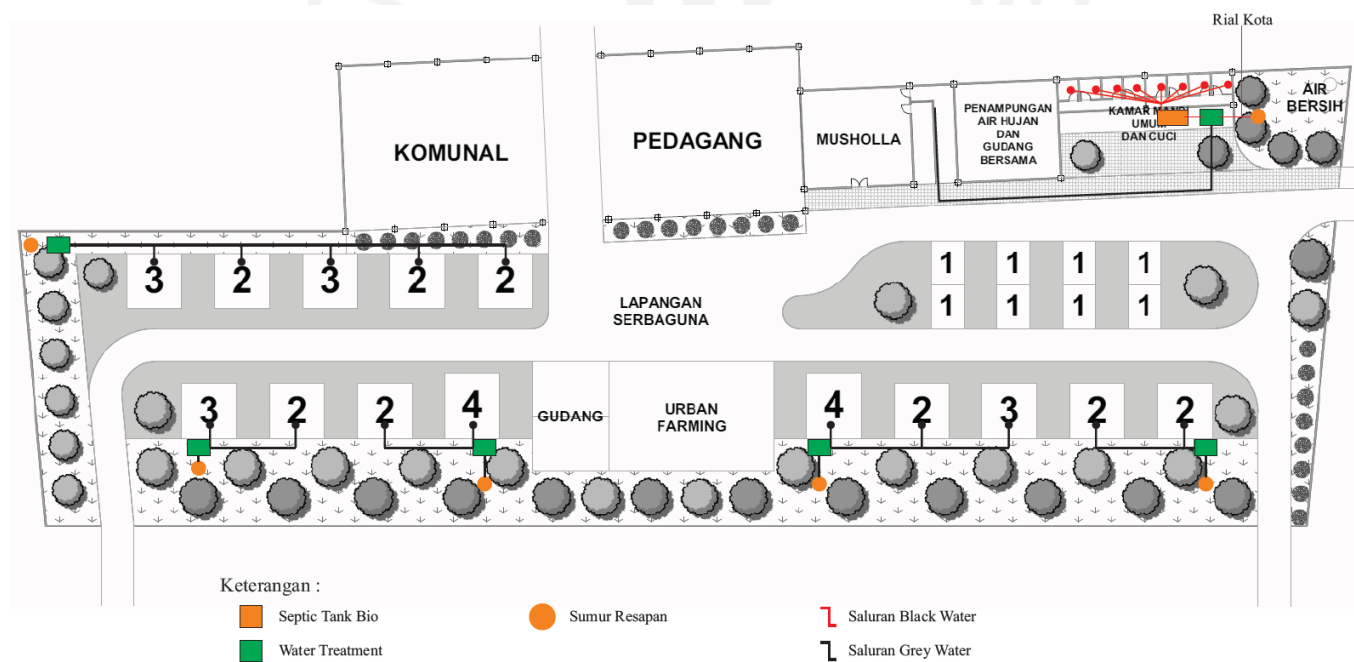 Rial Kota
AIR
BERSIH
KOMUNAL
PEDAGANG
MUSHOLLA
PENAMPUNGAN
AIR HUJAN
DAN
GUDANG
BERSAMA
KAMAR MANDI
UMUM
DAN CUCI
3 2 3 2 2
LAPANGAN
SERBAGUNA
1 1 1 1
1 1 1 1
3 2 2 4
GUDANG
URBAN
FARMING
4 2 3 2 2
Keterangan :
Septic Tank Bio
Sumur Resapan
Saluran Black Water
Water Treatment
Saluran Grey Water